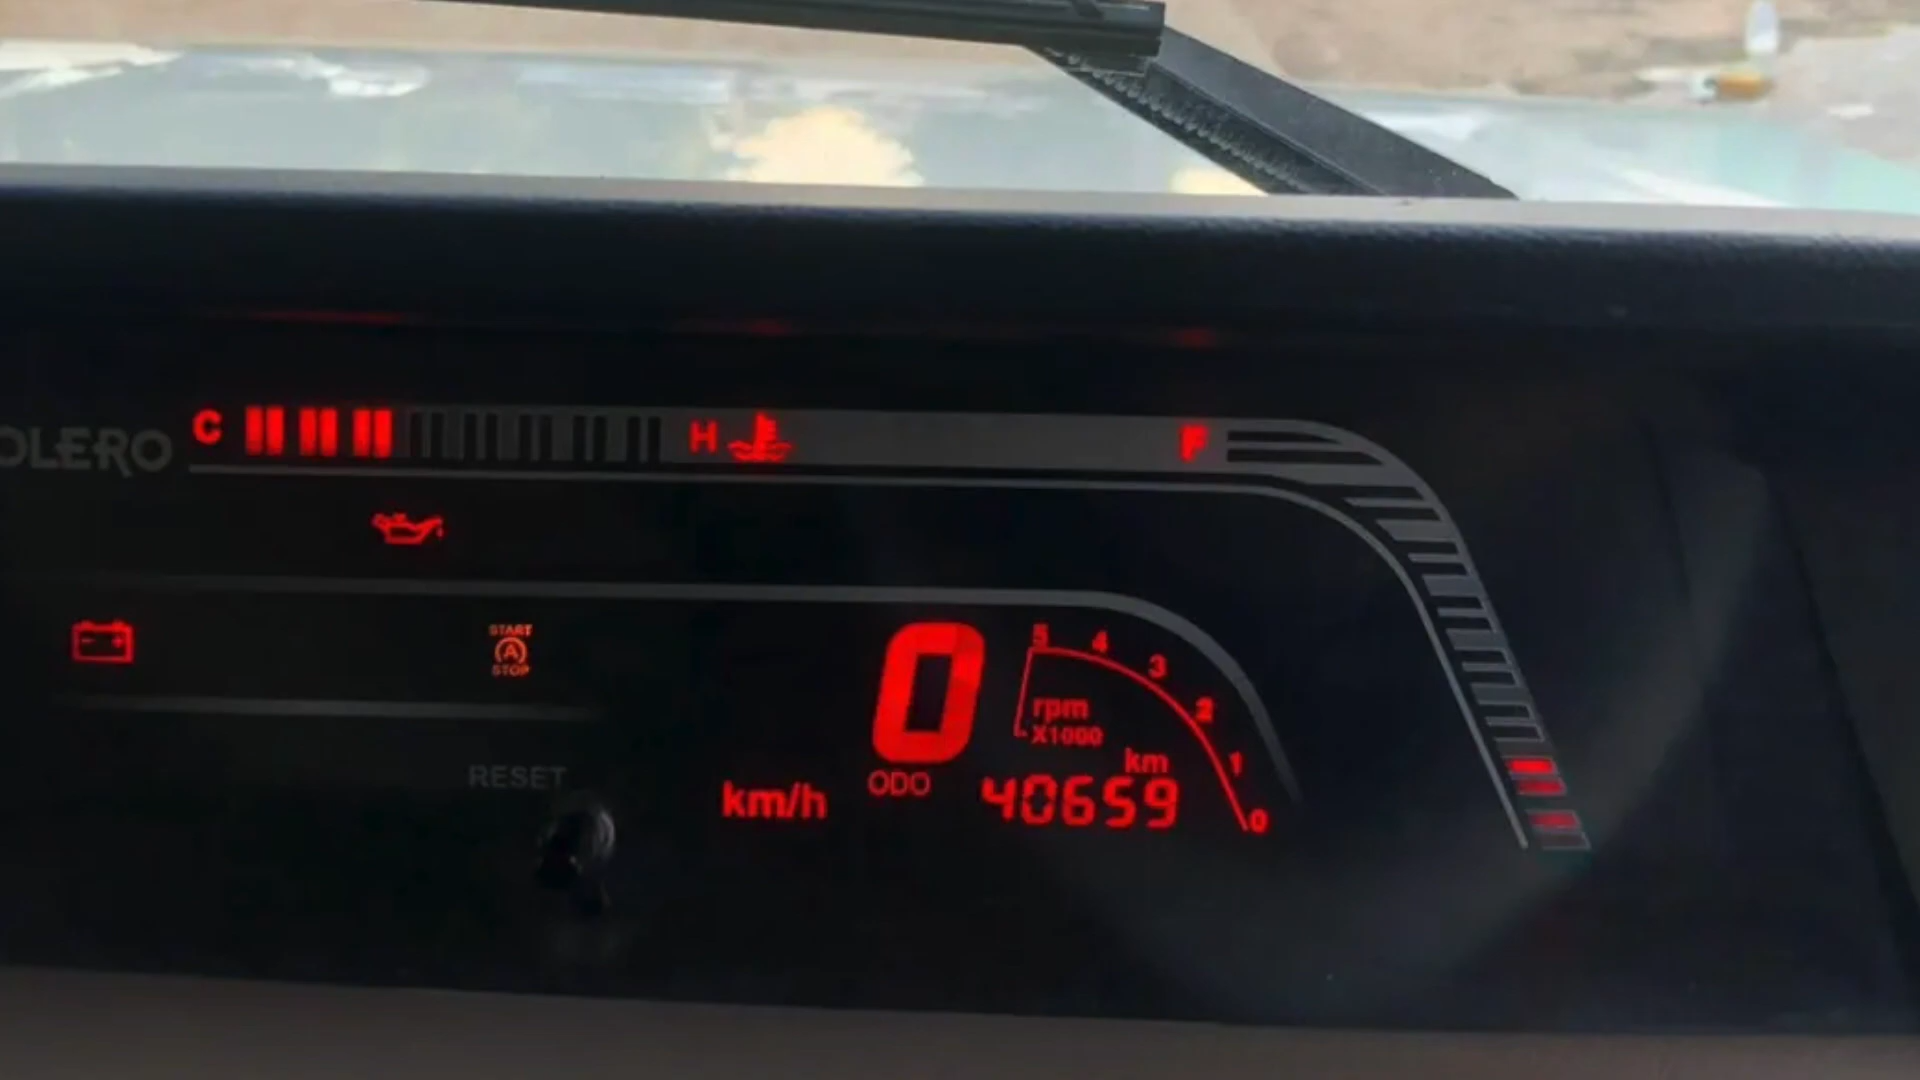 OLERO
C H F
START
A
STOP
0
5 4 3 2 1 0
rpm
X1000
RESET
km/h
ODO
km
40659